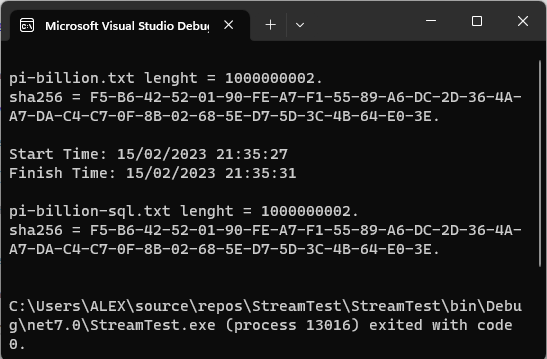 Microsoft Visual Studio Debug
pi-billion.txt lenght = 1000000002.
sha256 = F5-B6-42-52-01-90-FE-A7-F1-55-89-A6-DC-2D-36-4A-
A7-DA-C4-C7-0F-8B-02-68-5E-D7-5D-3C-4B-64-E0-3E.
Start Time: 15/02/2023 21:35:27
Finish Time: 15/02/2023 21:35:31
pi-billion-sql.txt lenght = 1000000002.
sha256 = F5-B6-42-52-01-90-FE-A7-F1-55-89-A6-DC-2D-36-4A-
A7-DA-C4-C7-0F-8B-02-68-5E-D7-5D-3C-4B-64-E0-3E.
C:\Users\ALEX\source\repos\StreamTest\StreamTest\bin\Debu
g\net7.0\StreamTest.exe (process 13016) exited with code
0.